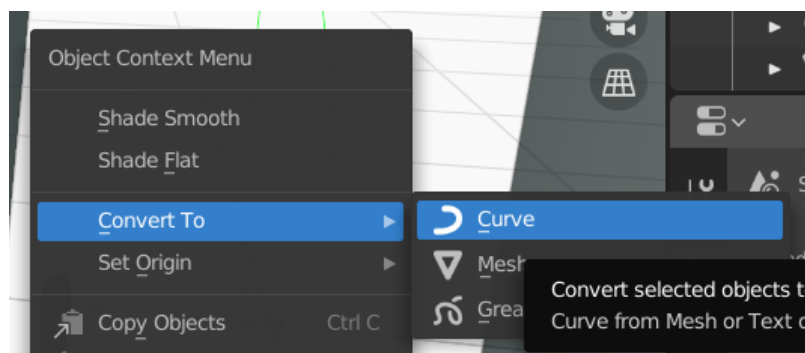 Object Context Menu
Shade Smooth
Shade Flat
Convert To
Curve
Set Origin
Mesh
Convert selected objects t
Grea
Curve from Mesh or Text
Copy Objects Ctrl C